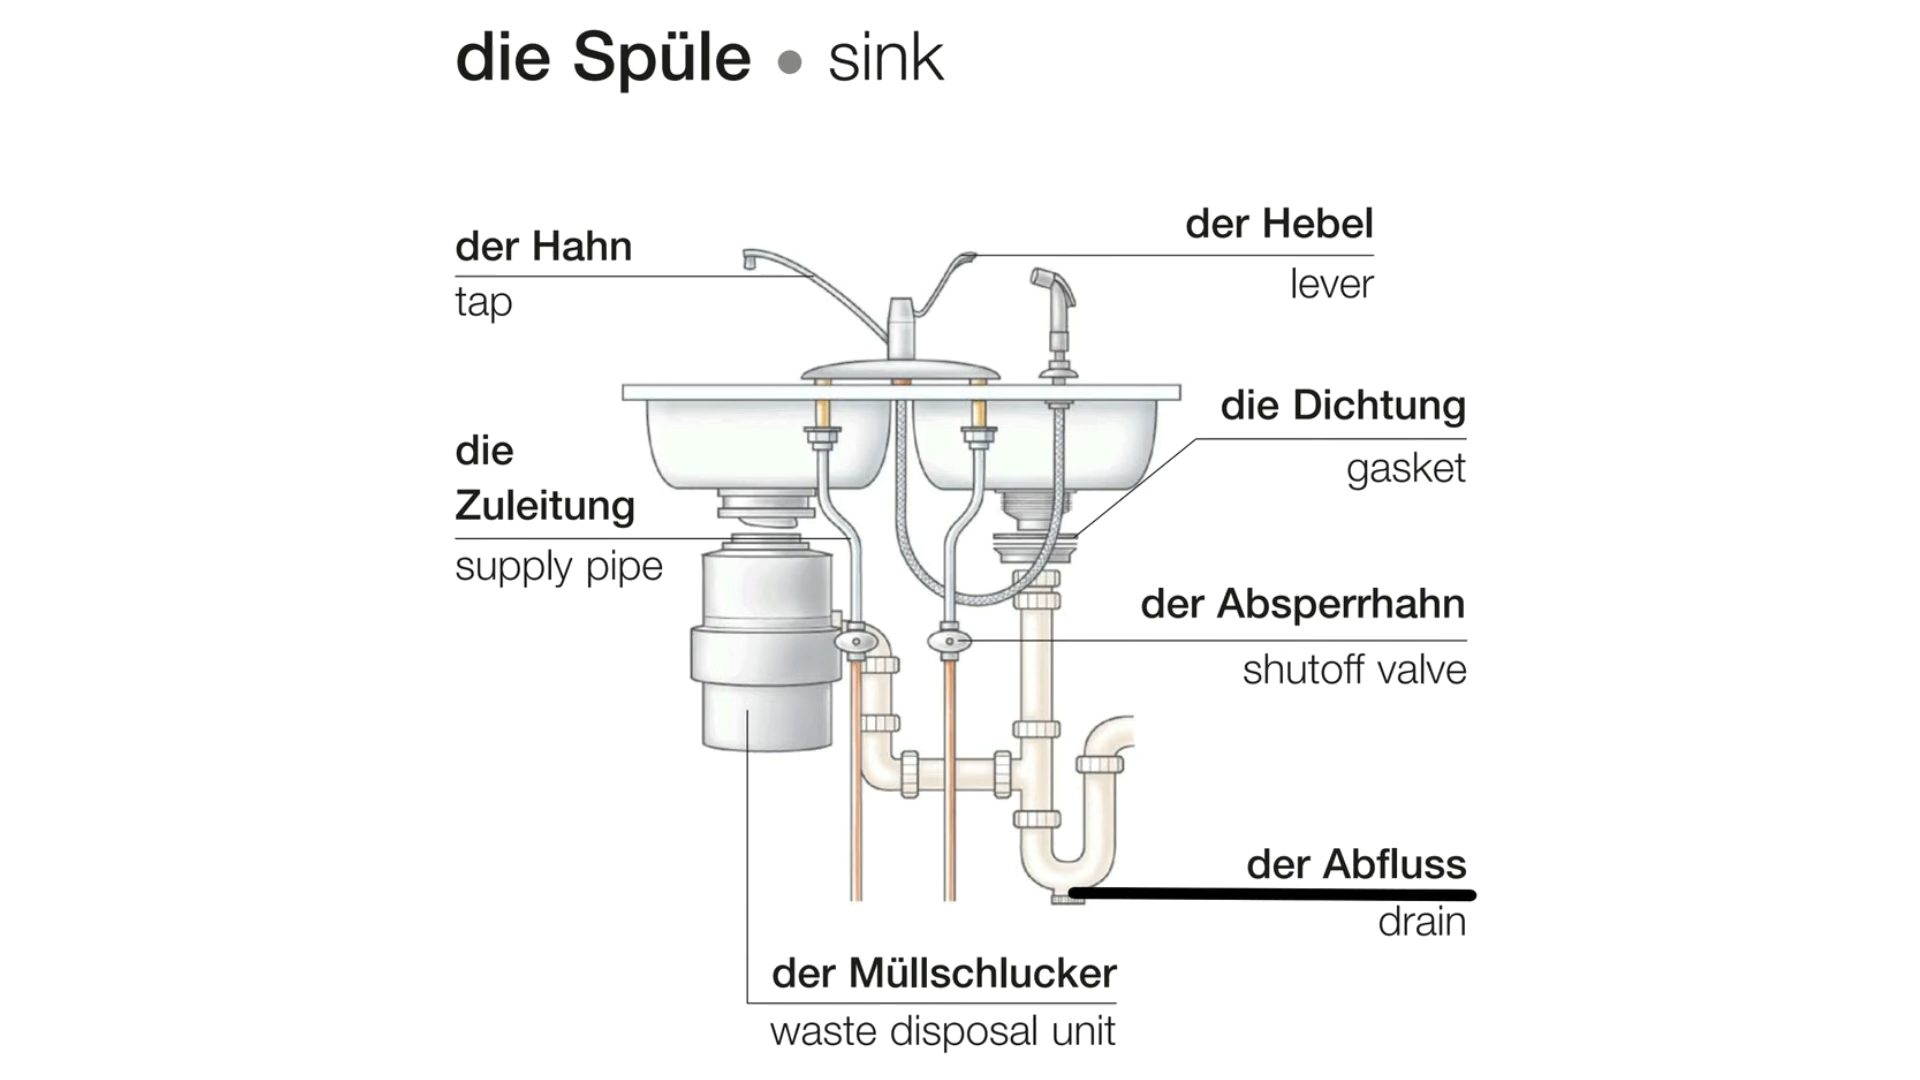 die Spüle • sink
der Hahn
tap
der Hebel
lever
die Dichtung
gasket
die
Zuleitung
supply pipe
der Absperrhahn
shutoff valve
der Abfluss
drain
der Müllschlucker
waste disposal unit